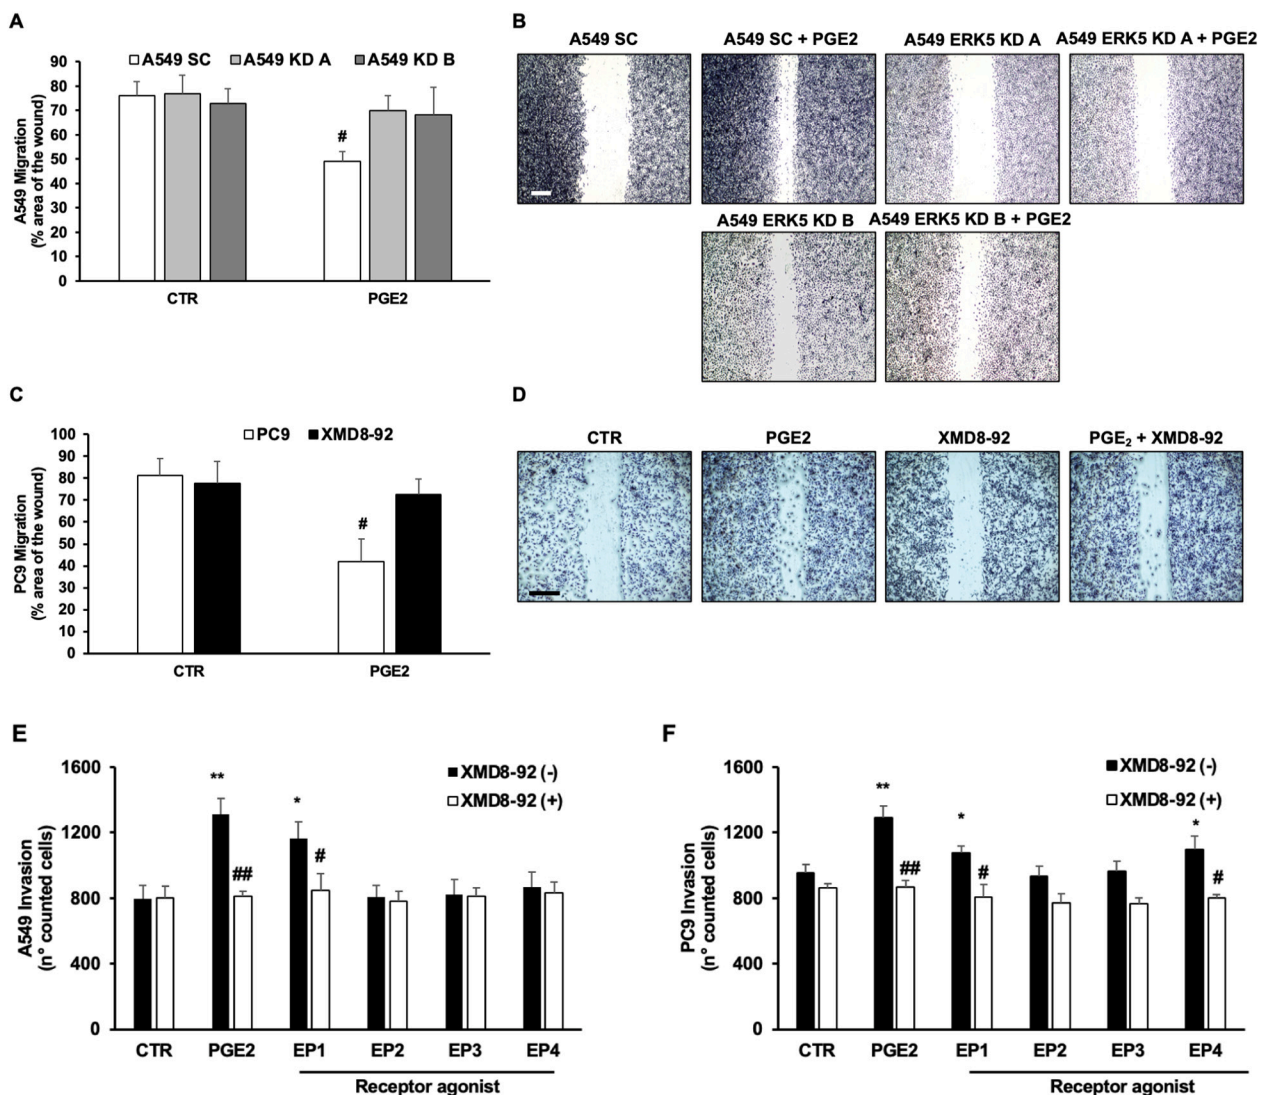 A
A549 SC A549 KD A A549 KD B
90
80
70
60
50
40
30
20
10
0
A549 Migration
(% area of the wound)
#
CTR PGE2
B
A549 SC A549 SC + PGE2 A549 ERK5 KD A A549 ERK5 KD A + PGE2
A549 ERK5 KD B A549 ERK5 KD B + PGE2
C
PC9 XMD8-92
100
90
80
70
60
50
40
30
20
10
0
PC9 Migration
(% area of the wound)
#
CTR PGE2
D
CTR PGE2 XMD8-92 PGE₂ + XMD8-92
E
XMD8-92 (-)
XMD8-92 (+)
1600
1200
800
400
0
A549 Invasion
(n° counted cells)
** ## * #
CTR PGE2 EP1 EP2 EP3 EP4
Receptor agonist
F
XMD8-92 (-)
XMD8-92 (+)
1600
1200
800
400
0
PC9 Invasion
(n° counted cells)
** ## * # * #
CTR PGE2 EP1 EP2 EP3 EP4
Receptor agonist